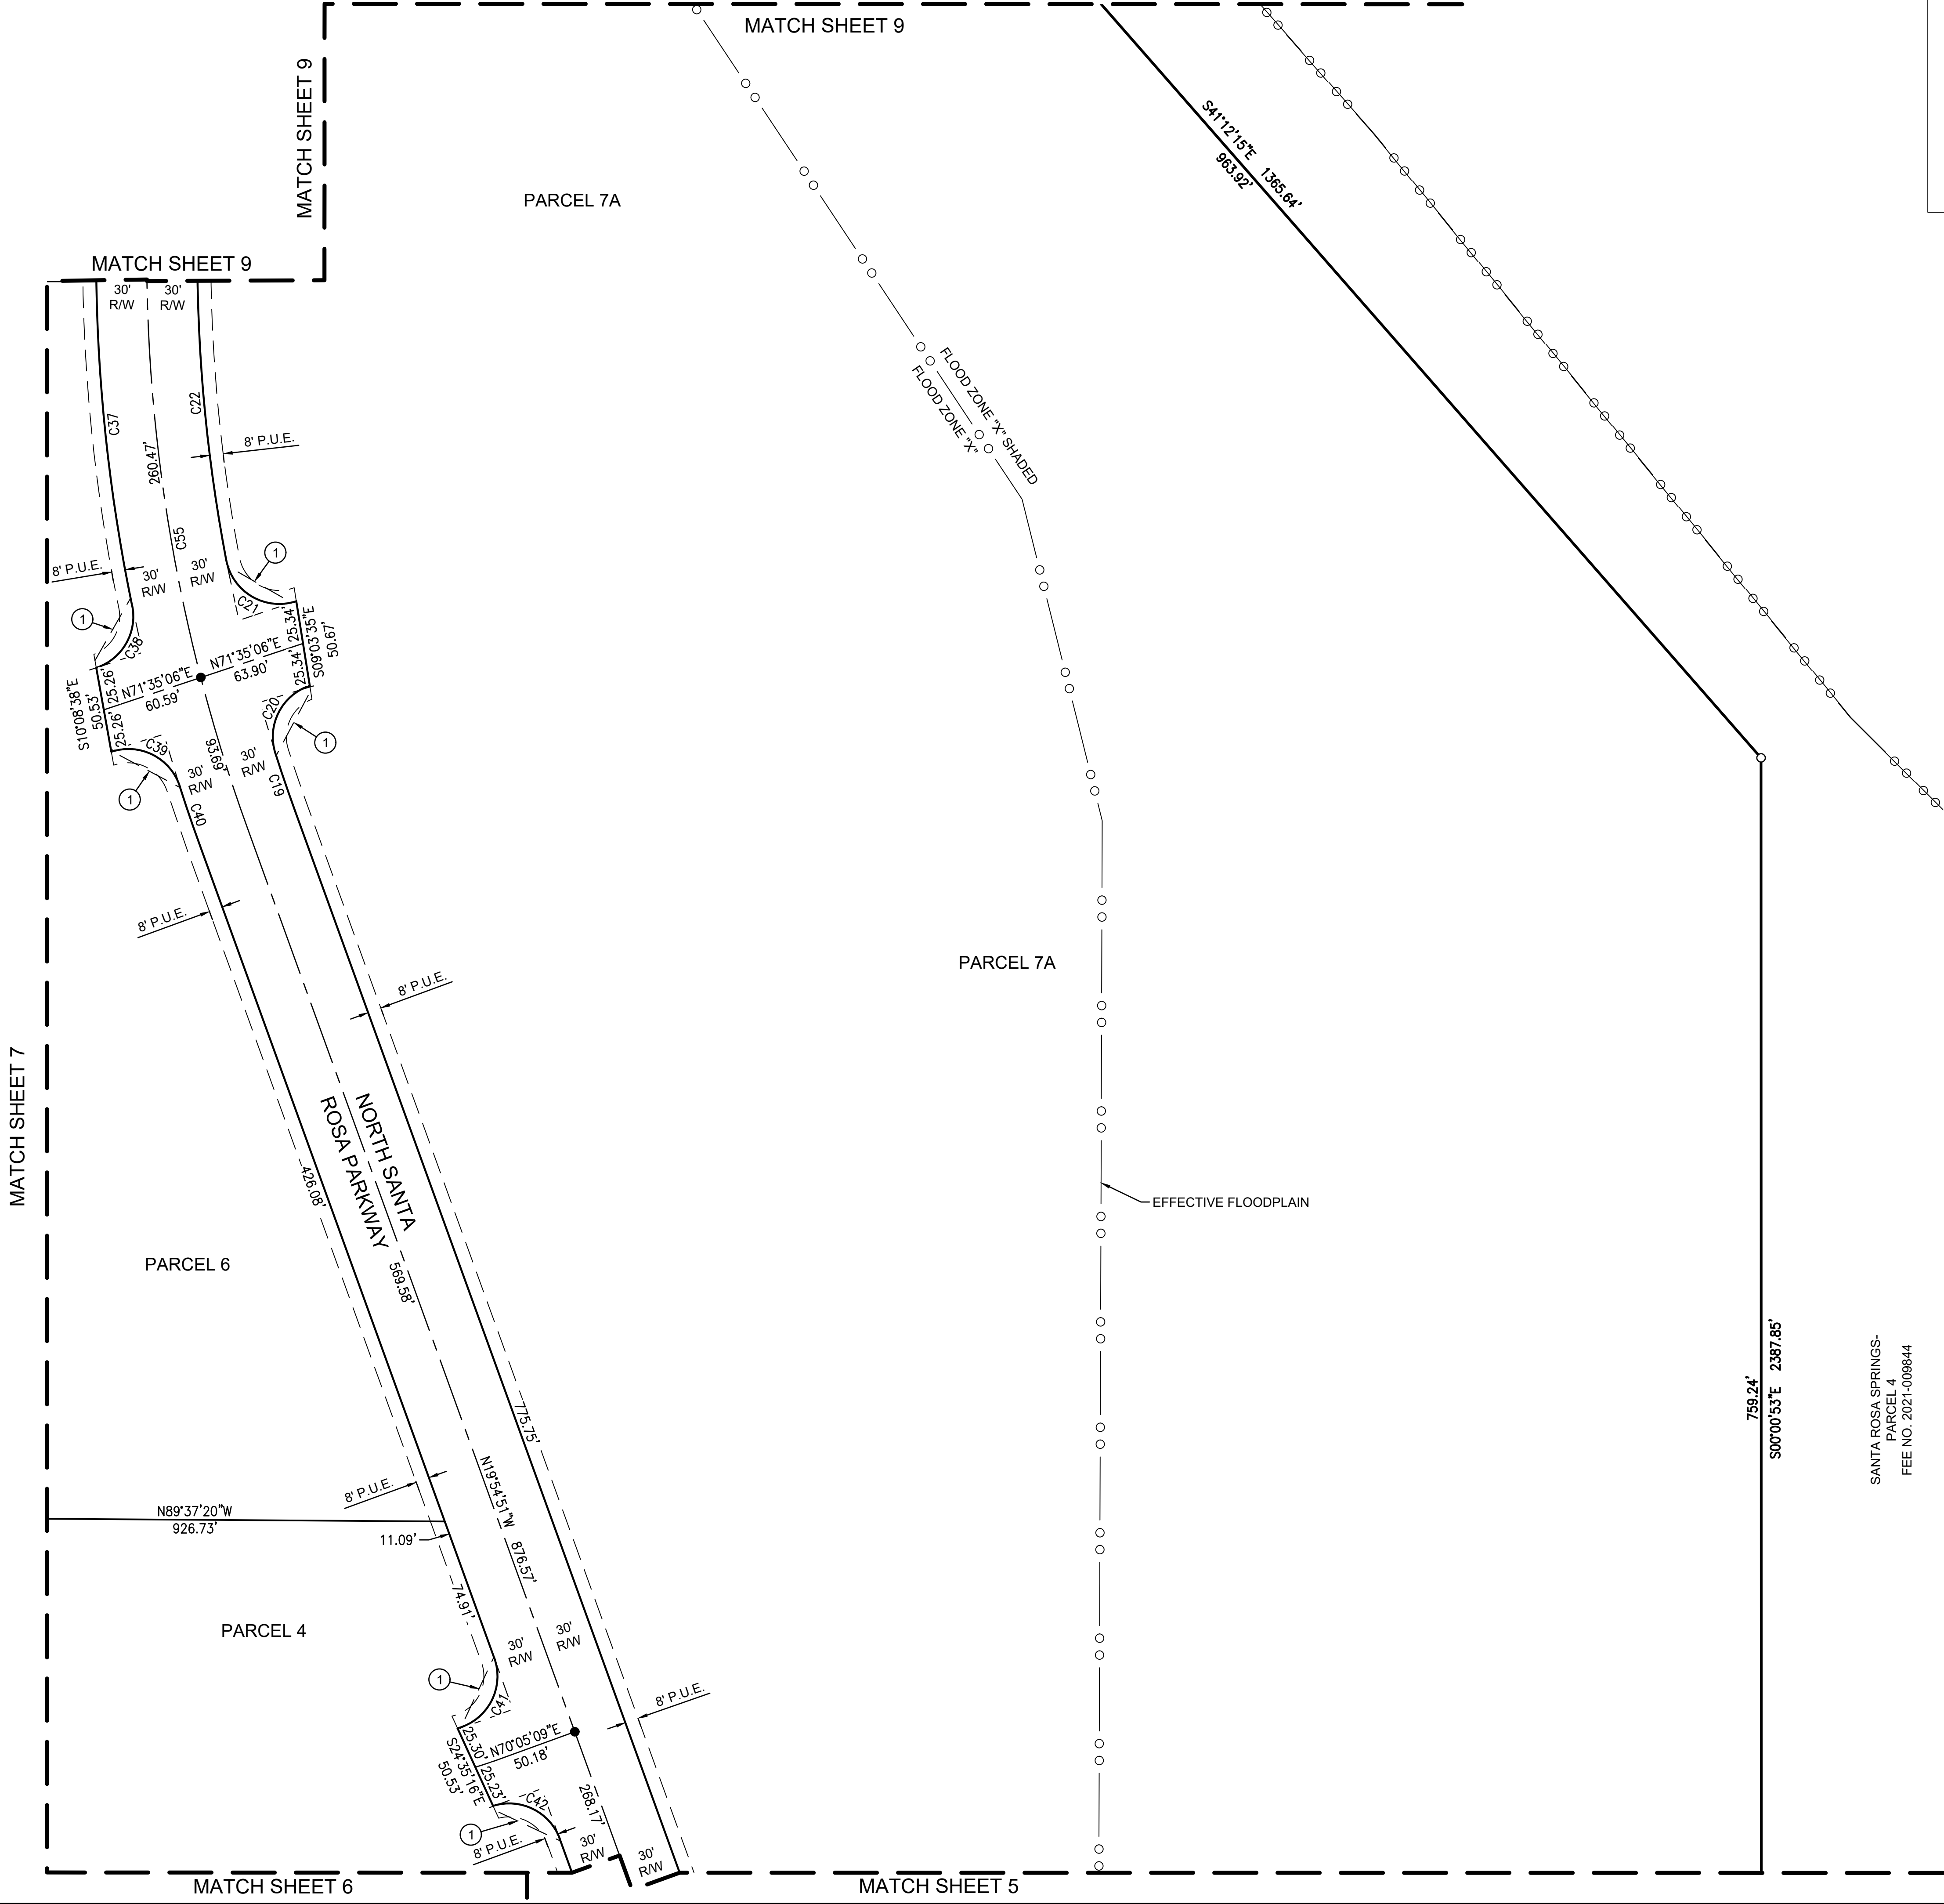 MATCH SHEET 9
MATCH SHEET 9
MATCH SHEET 9
PARCEL 7A
S41°12'15"E 1365.64'
963.92'
30'
R/W
30'
R/W
C37
C22
260.47'
8' P.U.E.
C55
FLOOD ZONE "X" SHADED
FLOOD ZONE "X"
8' P.U.E.
30'
R/W
30'
R/W
1
1
C21
C38
25.34'
25.34'
S09°03'35"E
50.67'
N71°35'06"E
63.90'
N71°35'06"E
60.59'
S10°08'38"E
50.53'
25.26'
25.26'
C39
C20
1
1
93.69'
30'
R/W
30'
R/W
C19
C40
8' P.U.E.
8' P.U.E.
PARCEL 7A
MATCH SHEET 7
NORTH SANTA
ROSA PARKWAY
426.08'
569.58'
EFFECTIVE FLOODPLAIN
PARCEL 6
775.75'
759.24'
S00°00'53"E 2387.85'
SANTA ROSA SPRINGS-
PARCEL 4
FEE NO. 2021-009844
8' P.U.E.
N19°54'51"W 876.57'
N89°37'20"W
926.73'
11.09'
74.91'
PARCEL 4
30'
R/W
30'
R/W
1
C41
8' P.U.E.
25.30'
25.23'
N70°05'09"E
50.18'
S24°35'16"E
50.53'
C42
268.17'
1
8' P.U.E.
30'
R/W
30'
R/W
MATCH SHEET 6
MATCH SHEET 5